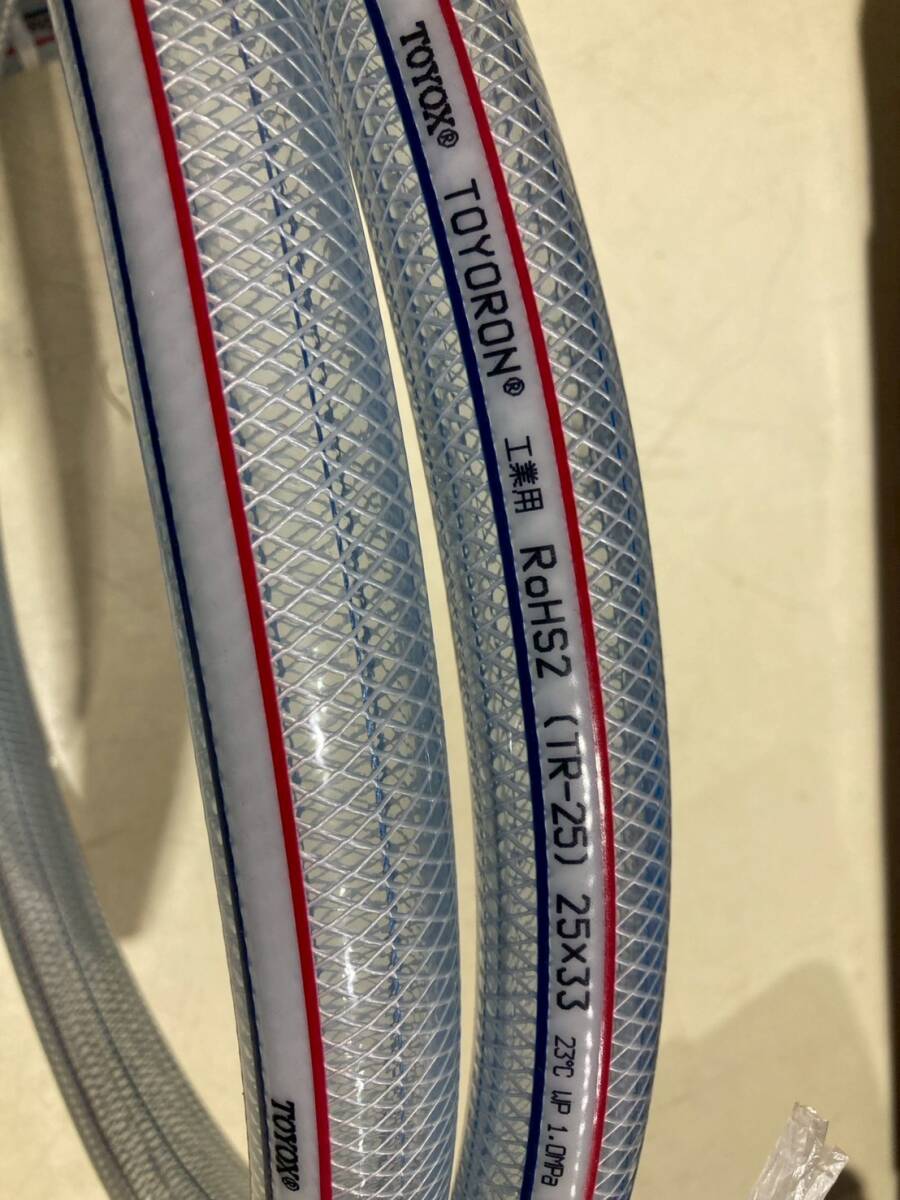 TOYOX® TOYORON® 工業用 RoHS2 (TR-25) 25×33 23℃ WP 1.0MPa
TOYOX®